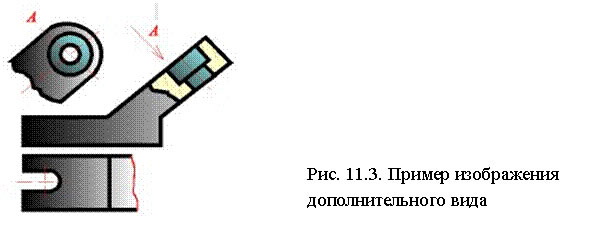 А
А
Рис. 11.3. Пример изображения
дополнительного вида